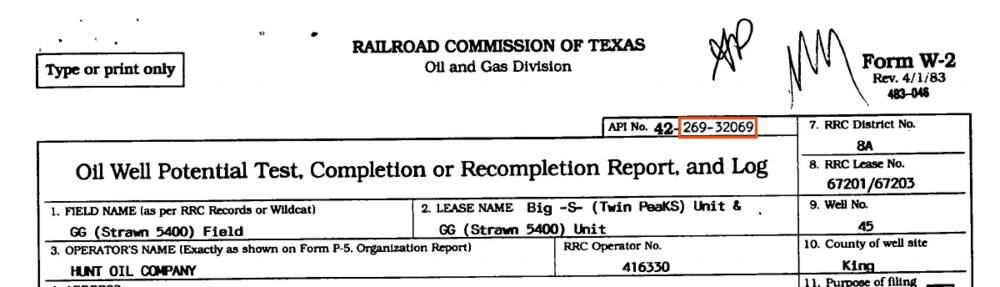 RAILROAD COMMISSION OF TEXAS
Oil and Gas Division
Type or print only
Form W-2
Rev. 4/1/83
483-046
API No. 42-269-32069
7. RRC District No.
8A
Oil Well Potential Test, Completion or Recompletion Report, and Log
8. RRC Lease No.
67201/67203
1. FIELD NAME (as per RRC Records or Wildcat)
GG (Strawn 5400) Field
2. LEASE NAME Big -S- (Twin PeaKS) Unit &
GG (Strawn 5400) Unit
9. Well No.
45
3. OPERATOR'S NAME (Exactly as shown on Form P-5, Organization Report)
HUNT OIL COMPANY
RRC Operator No.
416330
10. County of well site
King
11. Purpose of filing